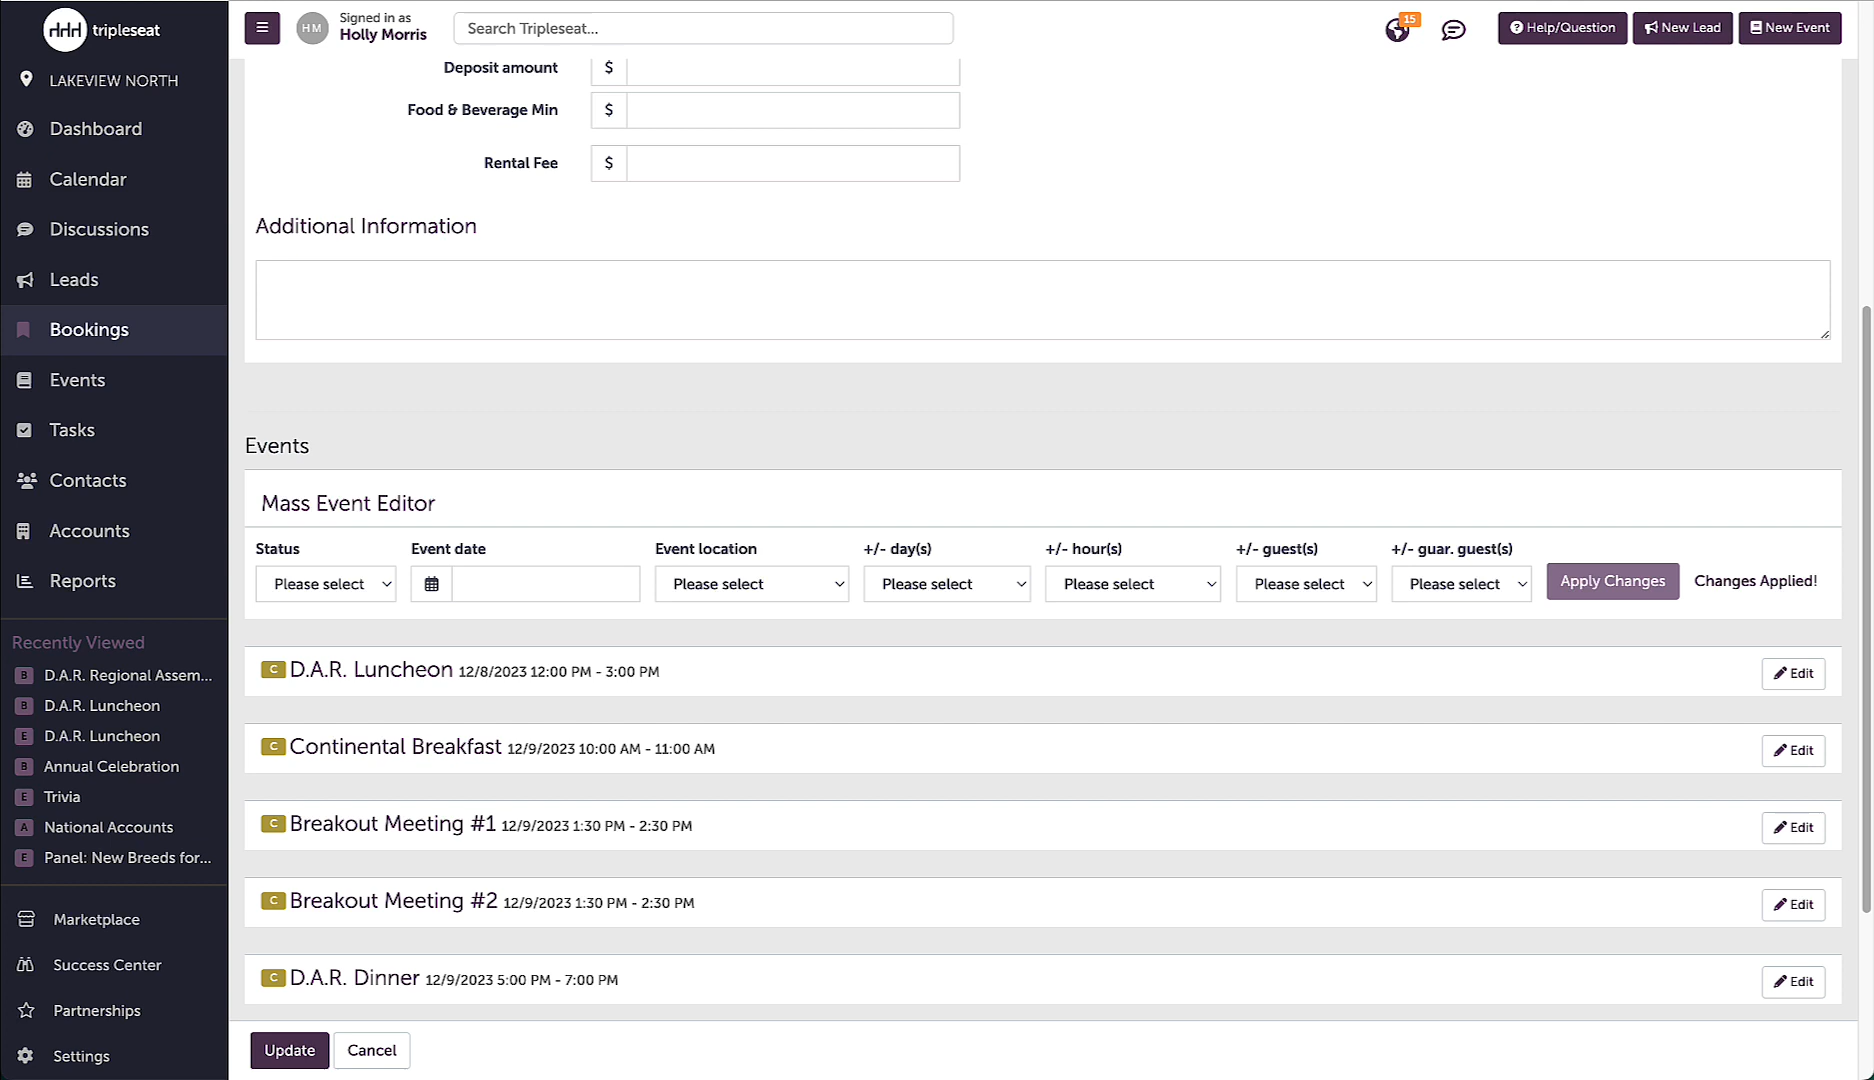 tripleseat
LAKEVIEW NORTH
Dashboard
Calendar
Discussions
Leads
Bookings
Events
Tasks
Contacts
Accounts
Reports
Recently Viewed
B D.A.R. Regional Assem...
B D.A.R. Luncheon
E D.A.R. Luncheon
B Annual Celebration
E Trivia
A National Accounts
E Panel: New Breeds for...
Marketplace
Success Center
Partnerships
Settings
HM
Signed in as
Holly Morris
Search Tripleseat...
15
Help/Question
New Lead
New Event
Deposit amount $
Food & Beverage Min $
Rental Fee $
Additional Information
Events
Mass Event Editor
Status Event date Event location +/- day(s) +/- hour(s) +/- guest(s) +/- guar. guest(s)
Please select Please select Please select Please select Please select Please select Apply Changes Changes Applied!
C D.A.R. Luncheon 12/8/2023 12:00 PM - 3:00 PM Edit
C Continental Breakfast 12/9/2023 10:00 AM - 11:00 AM Edit
C Breakout Meeting #1 12/9/2023 1:30 PM - 2:30 PM Edit
C Breakout Meeting #2 12/9/2023 1:30 PM - 2:30 PM Edit
C D.A.R. Dinner 12/9/2023 5:00 PM - 7:00 PM Edit
Update Cancel